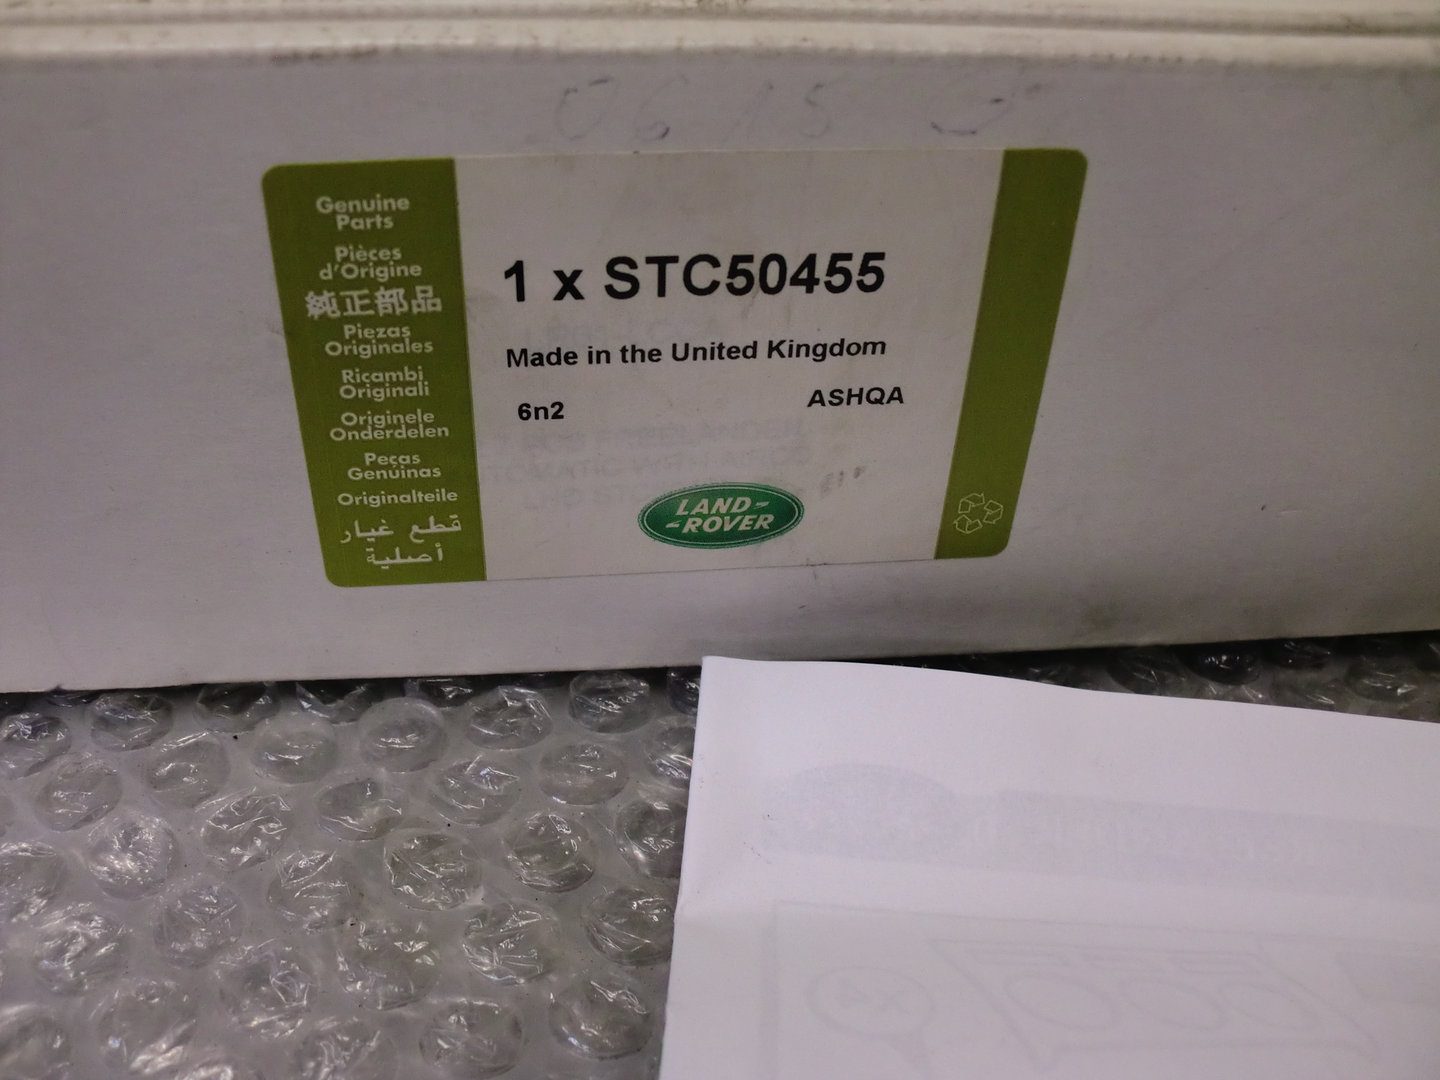 Genuine
Parts
Pièces
d'Origine
純正部品
Piezas
Originales
Ricambi
Originali
Originele
Onderdelen
Peças
Genúinas
Originalteile
قطع غيار
أصلية
1 x STC50455
Made in the United Kingdom
6n2 ASHQA
LAND-
-ROVER